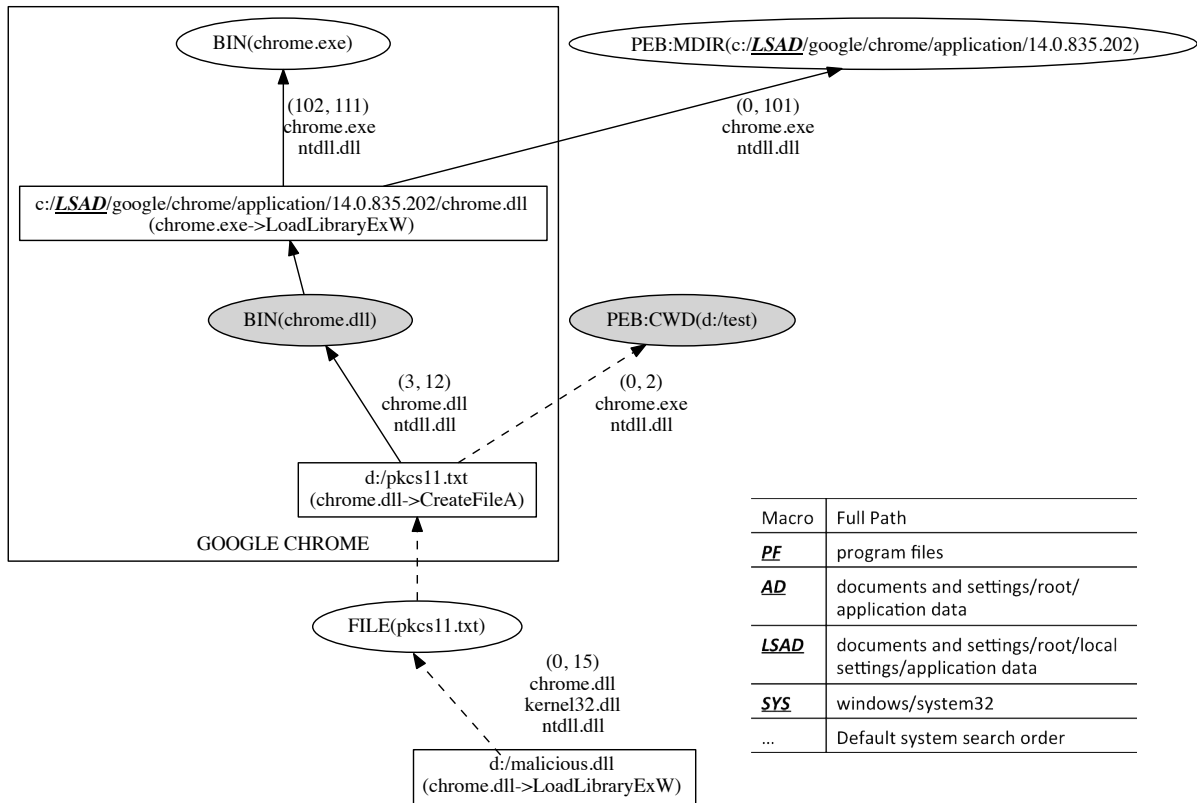 BIN(chrome.exe)
PEB:MDIR(c:/LSAD/google/chrome/application/14.0.835.202)
(102, 111)
chrome.exe
ntdll.dll
(0, 101)
chrome.exe
ntdll.dll
c:/LSAD/google/chrome/application/14.0.835.202/chrome.dll
(chrome.exe->LoadLibraryExW)
BIN(chrome.dll)
PEB:CWD(d:/test)
(3, 12)
chrome.dll
ntdll.dll
(0, 2)
chrome.exe
ntdll.dll
d:/pkcs11.txt
(chrome.dll->CreateFileA)
GOOGLE CHROME
FILE(pkcs11.txt)
(0, 15)
chrome.dll
kernel32.dll
ntdll.dll
d:/malicious.dll
(chrome.dll->LoadLibraryExW)
Macro Full Path
PF program files
AD documents and settings/root/
application data
LSAD documents and settings/root/local
settings/application data
SYS windows/system32
... Default system search order